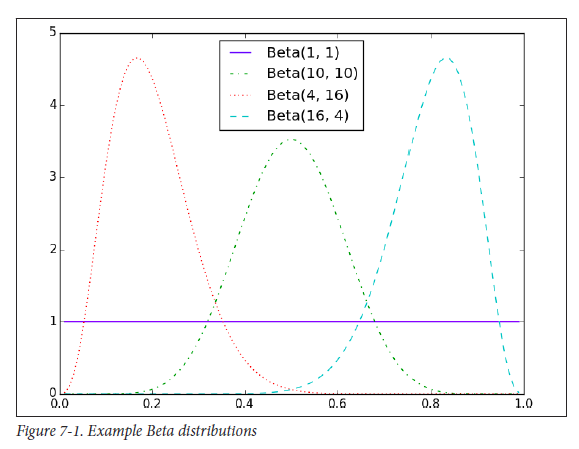 5
4
3
2
1
0
Beta(1, 1)
Beta(10, 10)
Beta(4, 16)
Beta(16, 4)
0.0 0.2 0.4 0.6 0.8 1.0
Figure 7-1. Example Beta distributions